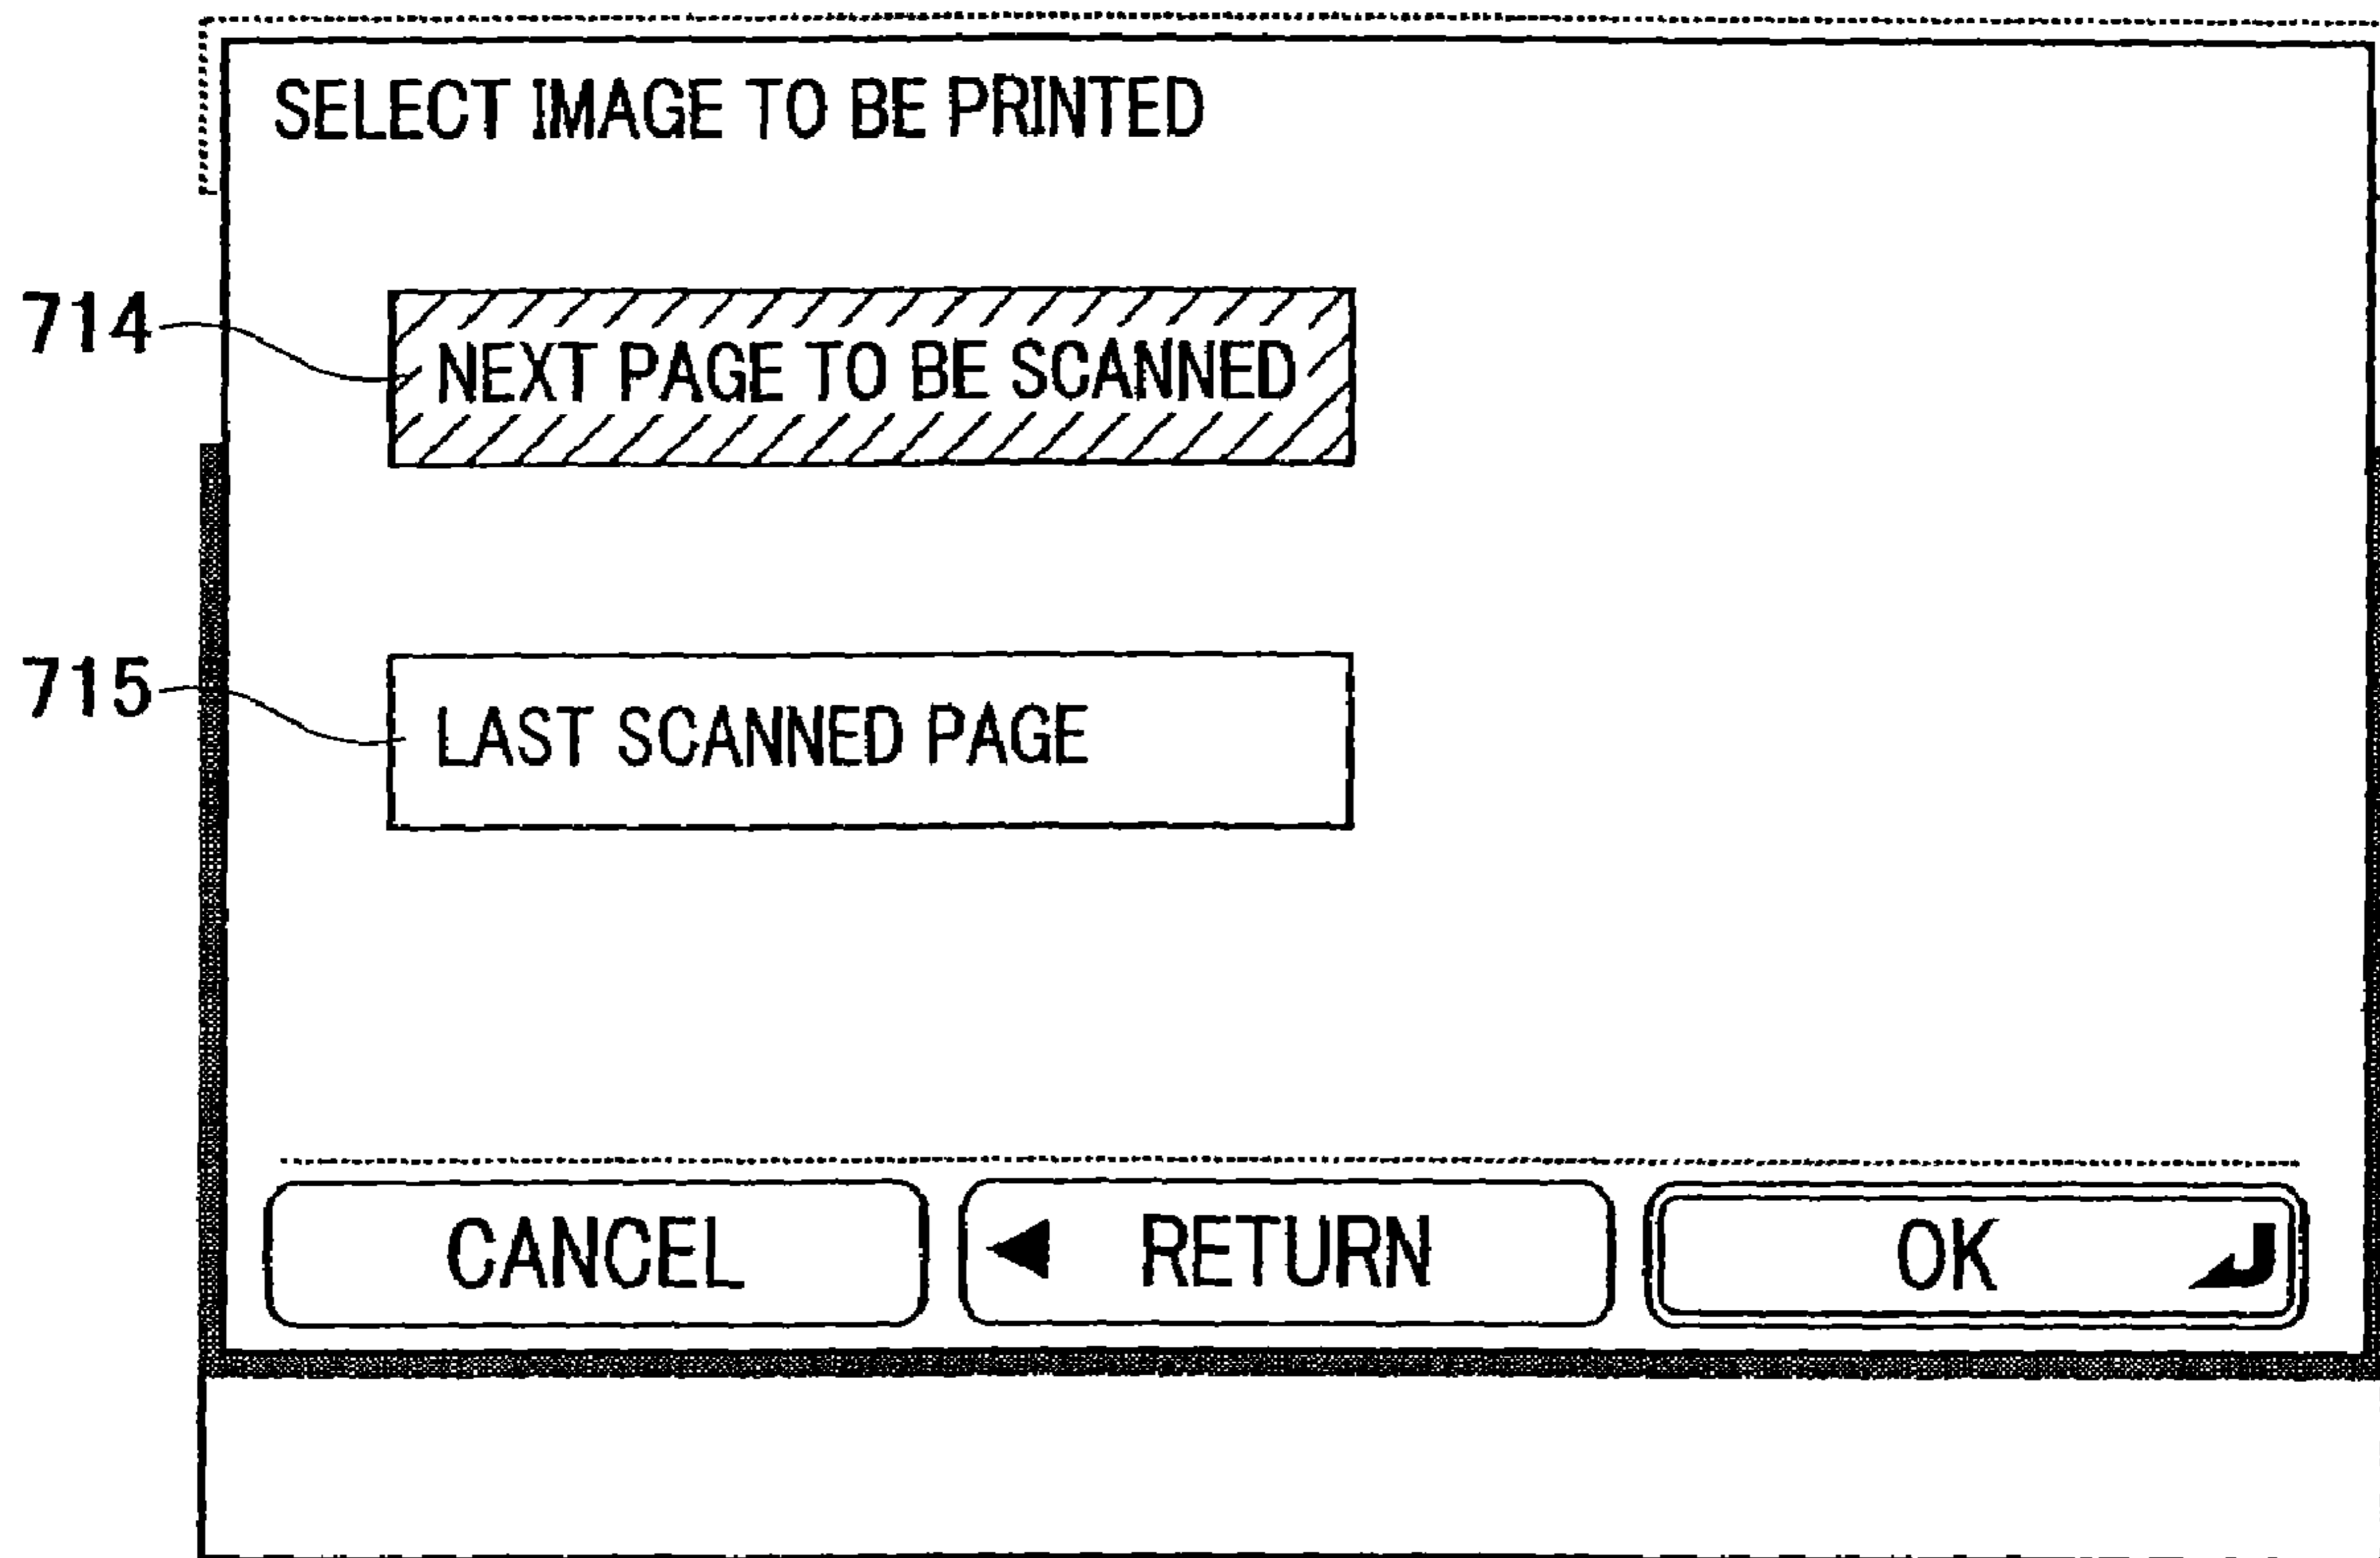 SELECT IMAGE TO BE PRINTED
714
NEXT PAGE TO BE SCANNED
715
LAST SCANNED PAGE
CANCEL
RETURN
OK